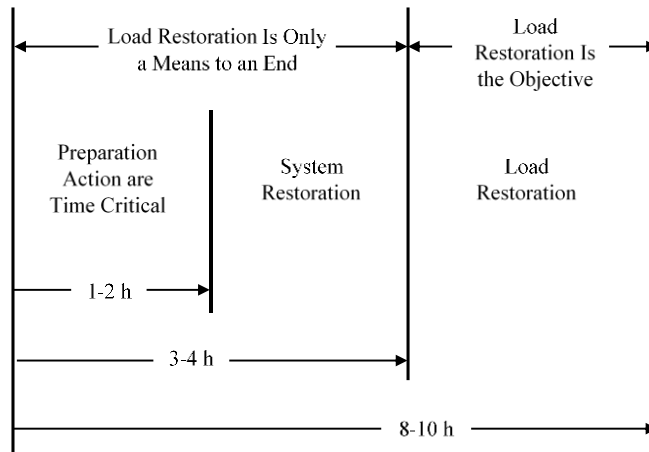 Load Restoration Is Only
a Means to an End
Load
Restoration Is
the Objective
Preparation
Action are
Time Critical
System
Restoration
Load
Restoration
1-2 h
3-4 h
8-10 h